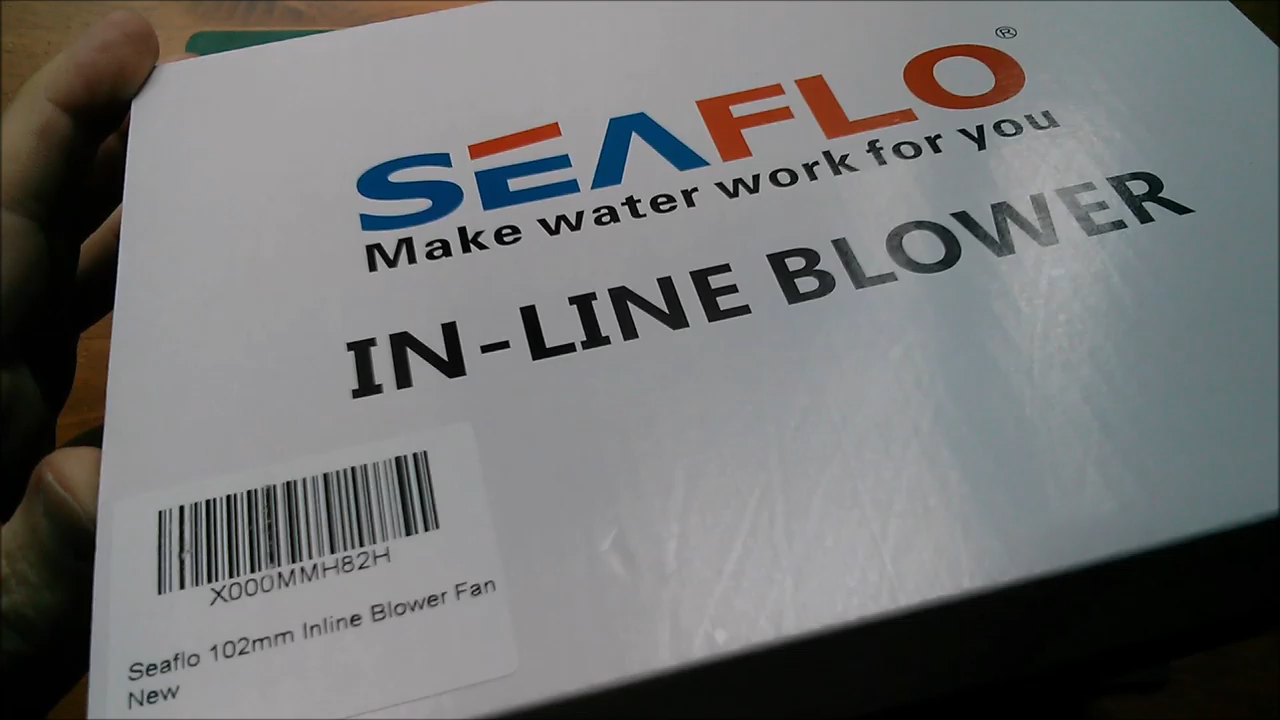 SEAFLO®
Make water work for you
IN-LINE BLOWER
X000MMH82H
Seaflo 102mm Inline Blower Fan
New